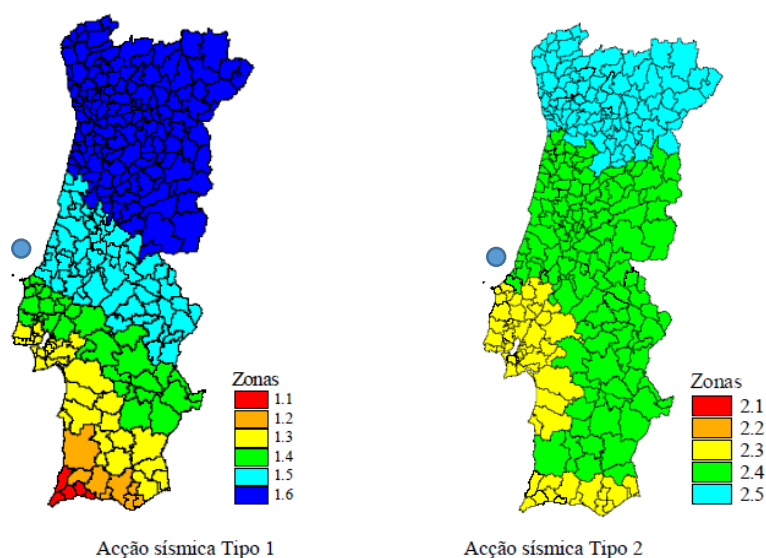 Zonas
1.1
1.2
1.3
1.4
1.5
1.6
Acção sísmica Tipo 1
Zonas
2.1
2.2
2.3
2.4
2.5
Acção sísmica Tipo 2